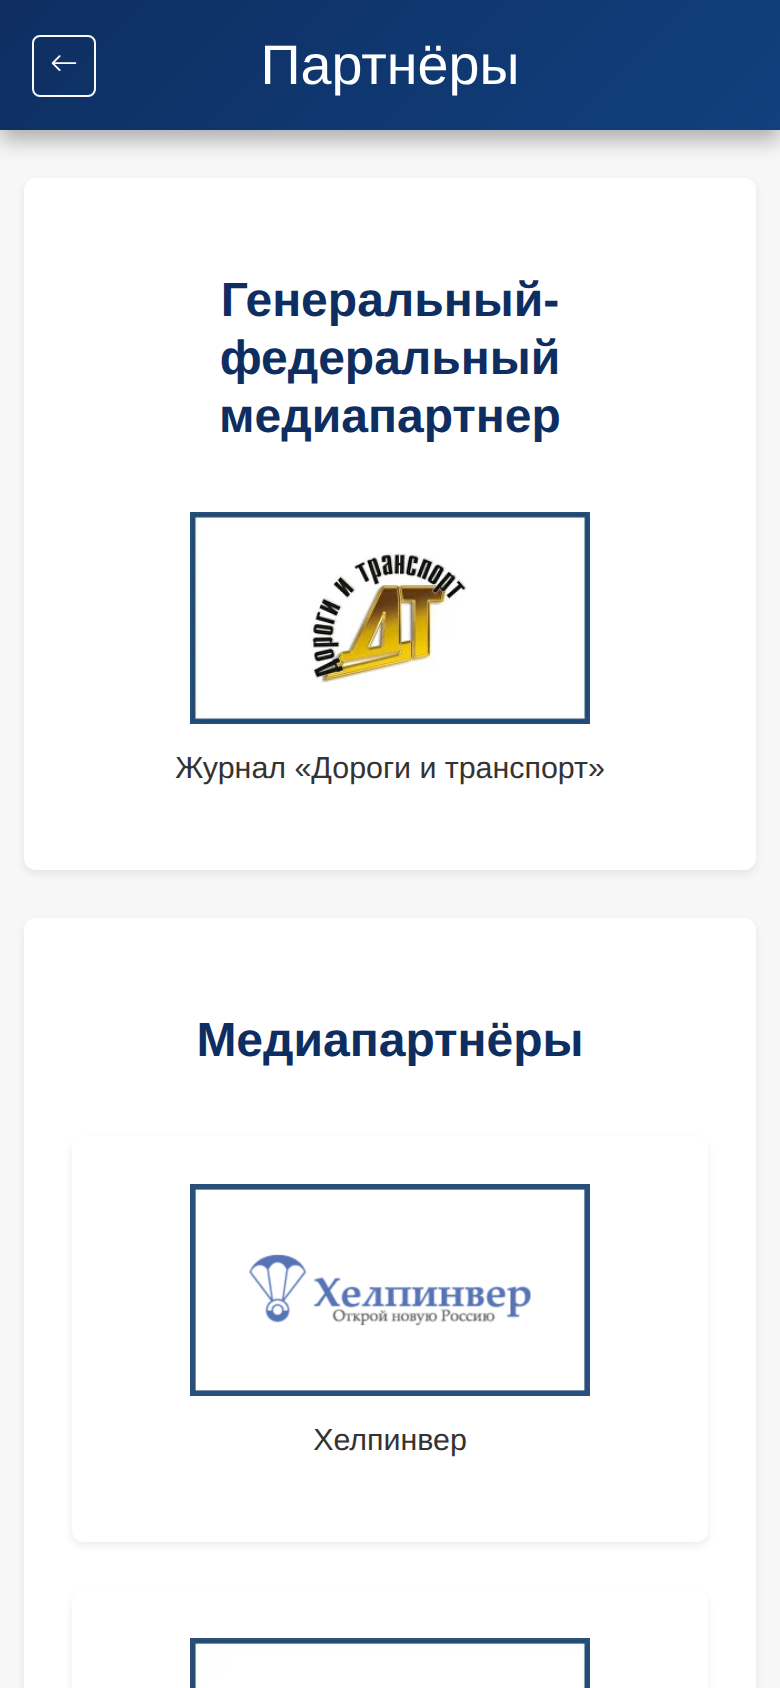 Партнёры
Генеральный-
федеральный
медиапартнер
Дороги и транспорт
ДТ
Журнал «Дороги и транспорт»
Медиапартнёры
Хелпинвер
Открой новую Россию
Хелпинвер